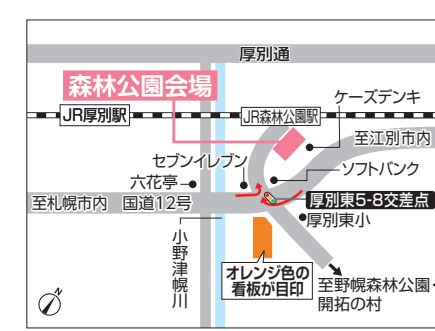 厚別通
森林公園会場
ケーズデンキ
JR厚別駅
JR森林公園駅
至江別市内
セブンイレブン
ソフトバンク
六花亭
厚別東5-8交差点
至札幌市内
国道12号
厚別東小
小野津幌川
オレンジ色の
看板が目印
至野幌森林公園・
開拓の村